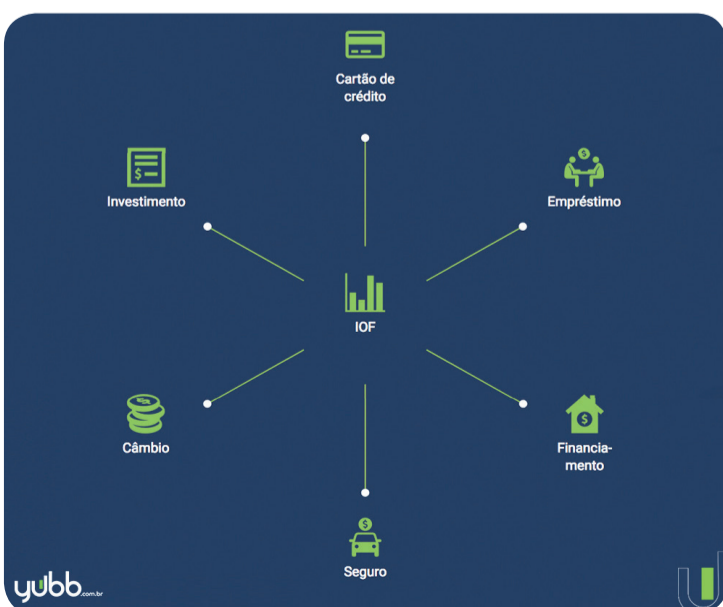 Cartão de
crédito
Investimento
Empréstimo
IOF
Câmbio
Financia-
mento
Seguro
yubb.com.br